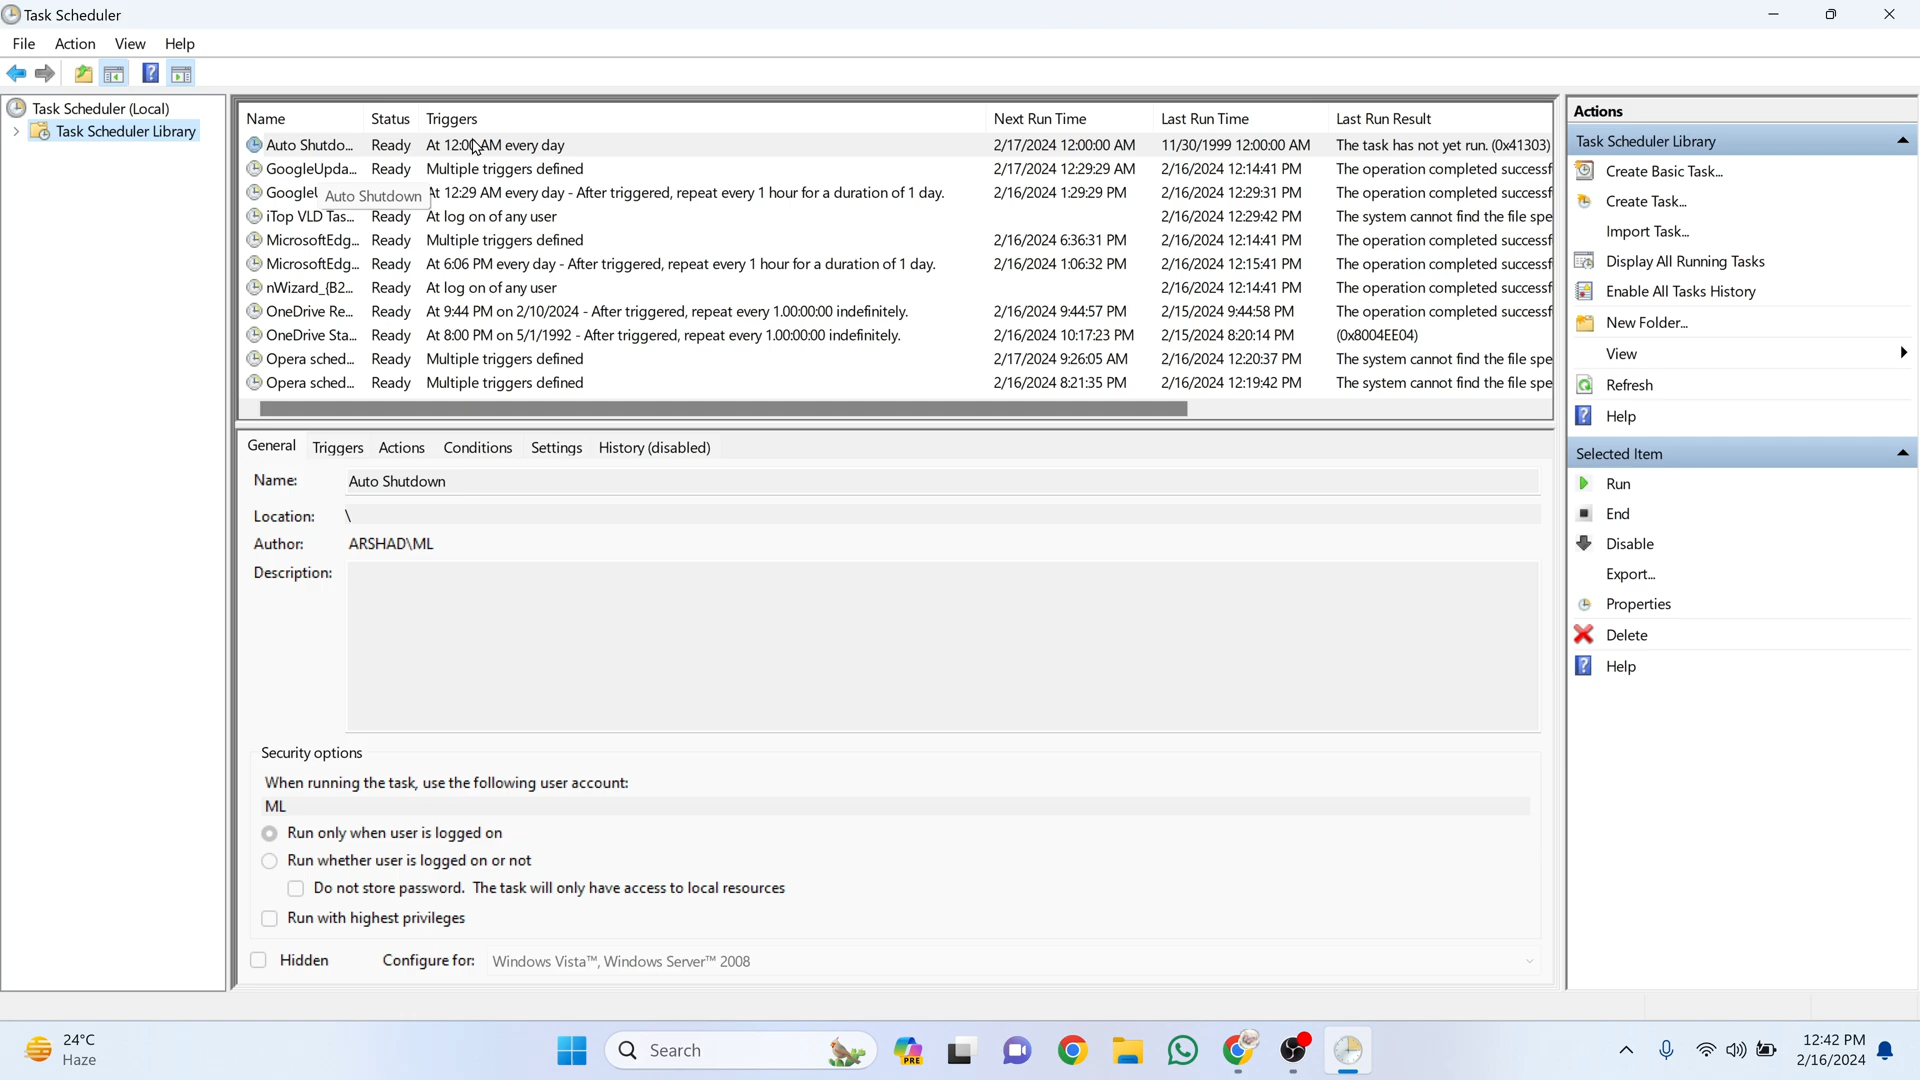 Task Scheduler
File Action View Help
Task Scheduler (Local)
Task Scheduler Library
Name Status Triggers Next Run Time Last Run Time Last Run Result
Auto Shutdo... Ready At 12:00 AM every day 2/17/2024 12:00:00 AM 11/30/1999 12:00:00 AM The task has not yet run. (0x41303)
GoogleUpda... Ready Multiple triggers defined 2/17/2024 12:29:29 AM 2/16/2024 12:14:41 PM The operation completed successf
Google At 12:29 AM every day - After triggered, repeat every 1 hour for a duration of 1 day. 2/16/2024 1:29:29 PM 2/16/2024 12:29:31 PM The operation completed successf
Auto Shutdown
iTop VLD Tas... Ready At log on of any user 2/16/2024 12:29:42 PM The system cannot find the file spe
MicrosoftEdg... Ready Multiple triggers defined 2/16/2024 6:36:31 PM 2/16/2024 12:14:41 PM The operation completed successf
MicrosoftEdg... Ready At 6:06 PM every day - After triggered, repeat every 1 hour for a duration of 1 day. 2/16/2024 1:06:32 PM 2/16/2024 12:15:41 PM The operation completed successf
nWizard_{B2... Ready At log on of any user 2/16/2024 12:14:41 PM The operation completed successf
OneDrive Re... Ready At 9:44 PM on 2/10/2024 - After triggered, repeat every 1.00:00:00 indefinitely. 2/16/2024 9:44:57 PM 2/15/2024 9:44:58 PM The operation completed successf
OneDrive Sta... Ready At 8:00 PM on 5/1/1992 - After triggered, repeat every 1.00:00:00 indefinitely. 2/16/2024 10:17:23 PM 2/15/2024 8:20:14 PM (0x8004EE04)
Opera sched... Ready Multiple triggers defined 2/17/2024 9:26:05 AM 2/16/2024 12:20:37 PM The system cannot find the file spe
Opera sched... Ready Multiple triggers defined 2/16/2024 8:21:35 PM 2/16/2024 12:19:42 PM The system cannot find the file spe
General Triggers Actions Conditions Settings History (disabled)
Name: Auto Shutdown
Location: \
Author: ARSHAD\ML
Description:
Security options
When running the task, use the following user account:
ML
Run only when user is logged on
Run whether user is logged on or not
Do not store password. The task will only have access to local resources
Run with highest privileges
Hidden Configure for: Windows Vista™, Windows Server™ 2008
Actions
Task Scheduler Library
Create Basic Task...
Create Task...
Import Task...
Display All Running Tasks
Enable All Tasks History
New Folder...
View
Refresh
Help
Selected Item
Run
End
Disable
Export...
Properties
Delete
Help
24°C
Haze
Search
PRE
12:42 PM
2/16/2024